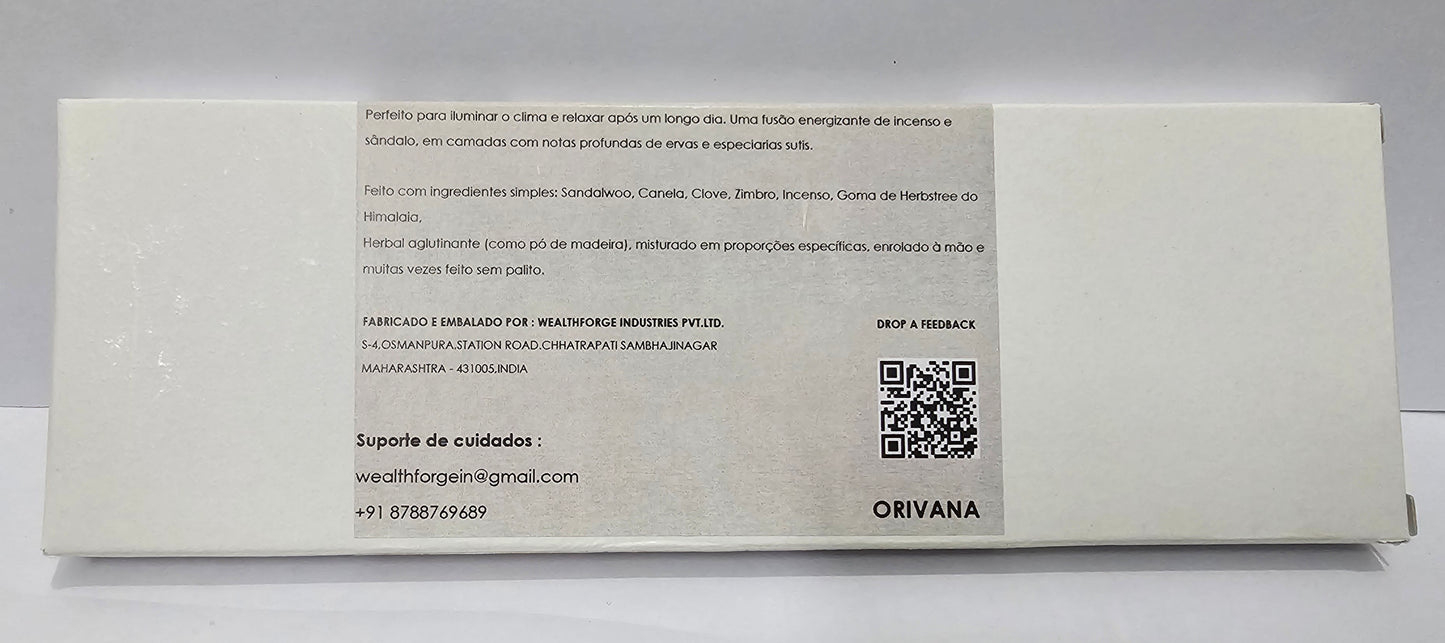 Perfeito para iluminar o clima e relaxar após um longo dia. Uma fusão energizante de incenso e
sândalo, em camadas com notas profundas de ervas e especiarias sutis.
Feito com ingredientes simples: Sandalwoo, Canela, Clove, Zimbro, Incenso, Goma de Herbstree do
Himalaia,
Herbal aglutinante (como pó de madeira), misturado em proporções específicas, enrolado à mão e
muitas vezes feito sem palito.
FABRICADO E EMBALADO POR : WEALTHFORGE INDUSTRIES PVT.LTD.
S-4,OSMANPURA,STATION ROAD,CHHATRAPATI SAMBHAJINAGAR
MAHARASHTRA - 431005,INDIA
DROP A FEEDBACK
Suporte de cuidados :
wealthforgein@gmail.com
+91 8788769689
ORIVANA